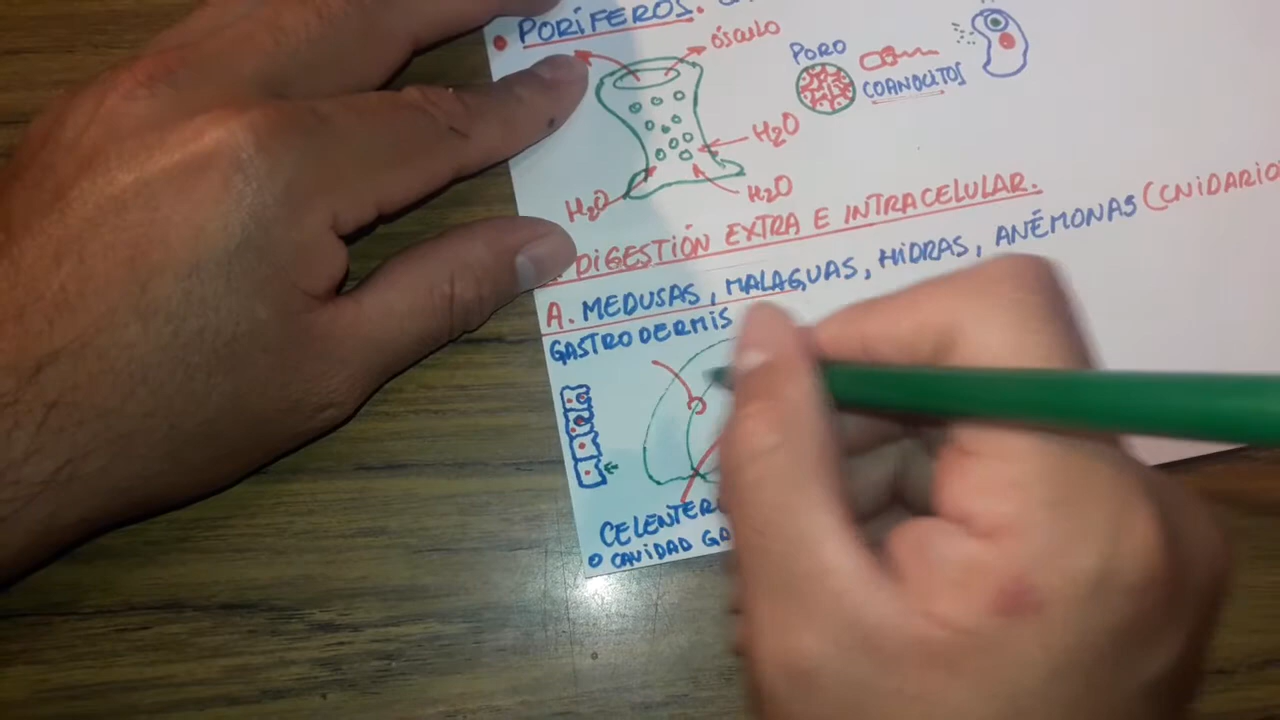 PORÍFEROS.
ÓSCULO
PORO
COANOCITOS
H2O
H2O
H2O
DIGESTIÓN EXTRA E INTRACELULAR.
A. MEDUSAS, MALAGUAS, HIDRAS, ANÉMONAS (CNIDARIO
GASTRODERMIS
CELENTER
CAVIDAD GA